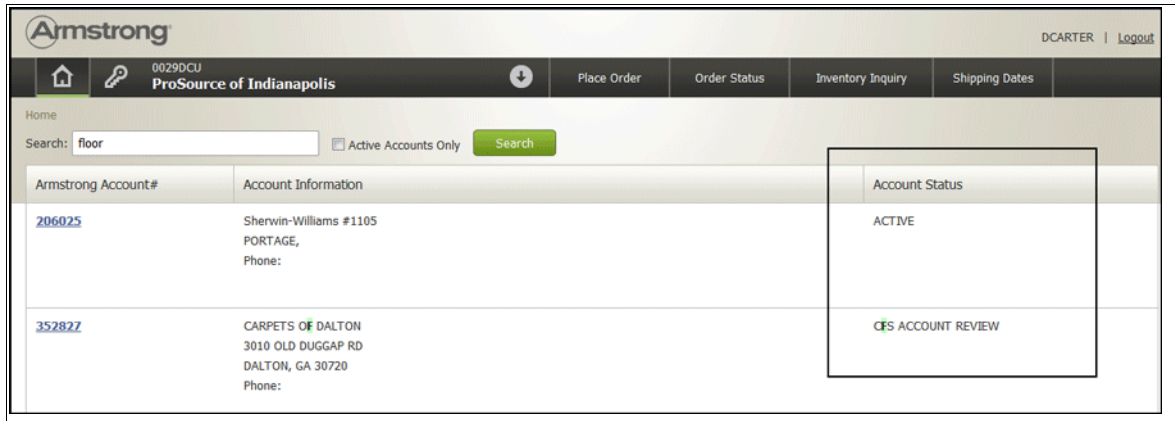 Armstrong
DCARTER | Logout
0029DCU
ProSource of Indianapolis
Place Order
Order Status
Inventory Inquiry
Shipping Dates
Home
Search: floor
Active Accounts Only
Search
Armstrong Account# Account Information Account Status
206025 Sherwin-Williams #1105 ACTIVE
PORTAGE,
Phone:
352827 CARPETS OF DALTON CFS ACCOUNT REVIEW
3010 OLD DUGGAP RD
DALTON, GA 30720
Phone: